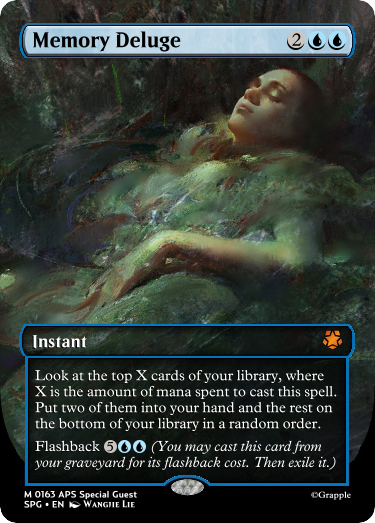 Memory Deluge 2
Instant
Look at the top X cards of your library, where
X is the amount of mana spent to cast this spell.
Put two of them into your hand and the rest on
the bottom of your library in a random order.
Flashback 5 (You may cast this card from
your graveyard for its flashback cost. Then exile it.)
M 0163 APS Special Guest
SPG • EN Wangjie Lie
©Grapple